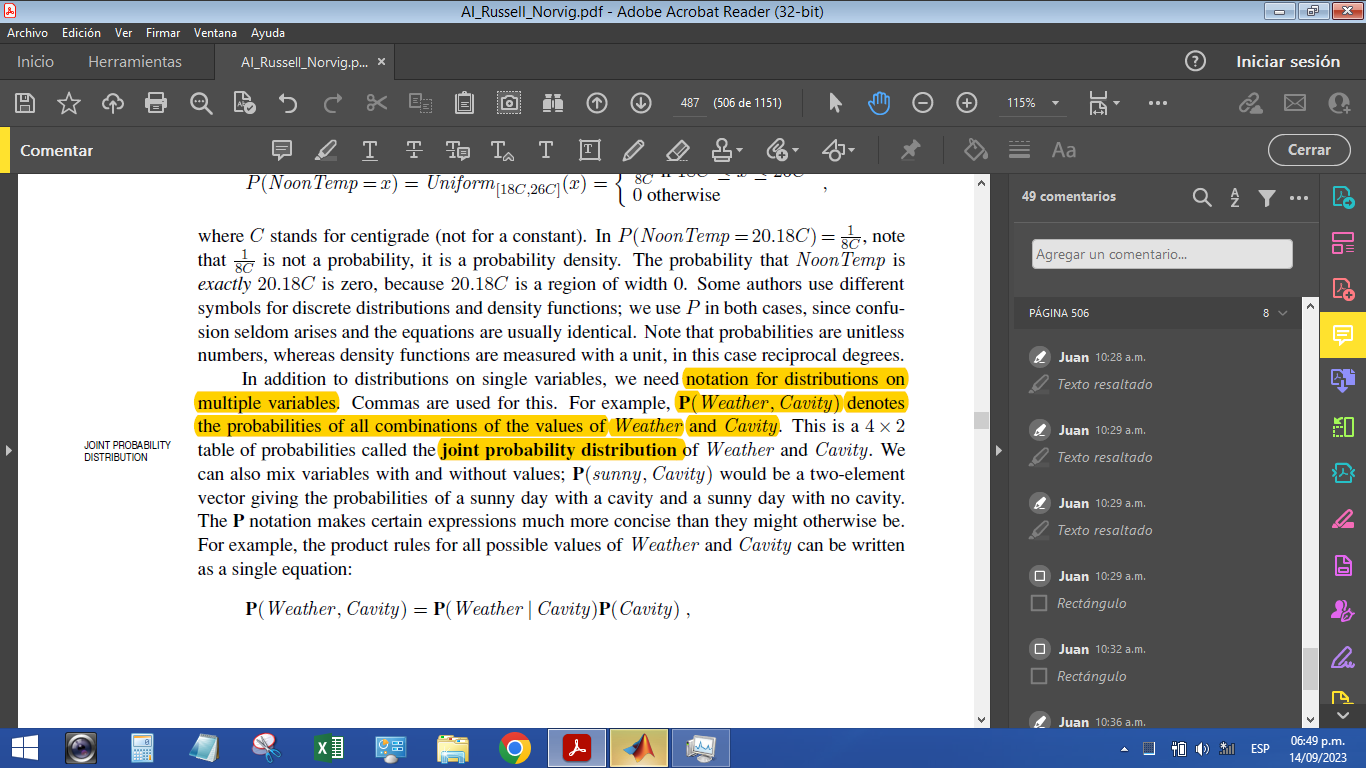 AI_Russell_Norvig.pdf - Adobe Acrobat Reader (32-bit)
Archivo Edición Ver Firmar Ventana Ayuda
Inicio Herramientas AI_Russell_Norvig.p... × ? Iniciar sesión
487 (506 de 1151) 115%
Comentar Aa Cerrar
P(NoonTemp = x) = Uniform[18C,26C](x) = {
8C
0 otherwise ,
where C stands for centigrade (not for a constant). In P(NoonTemp = 20.18C) = 1/8C, note
that 1/8C is not a probability, it is a probability density. The probability that NoonTemp is
exactly 20.18C is zero, because 20.18C is a region of width 0. Some authors use different
symbols for discrete distributions and density functions; we use P in both cases, since confu-
sion seldom arises and the equations are usually identical. Note that probabilities are unitless
numbers, whereas density functions are measured with a unit, in this case reciprocal degrees.
In addition to distributions on single variables, we need notation for distributions on
multiple variables. Commas are used for this. For example, P(Weather, Cavity) denotes
the probabilities of all combinations of the values of Weather and Cavity. This is a 4 × 2
JOINT PROBABILITY
DISTRIBUTION
table of probabilities called the joint probability distribution of Weather and Cavity. We
can also mix variables with and without values; P(sunny, Cavity) would be a two-element
vector giving the probabilities of a sunny day with a cavity and a sunny day with no cavity.
The P notation makes certain expressions much more concise than they might otherwise be.
For example, the product rules for all possible values of Weather and Cavity can be written
as a single equation:
P(Weather, Cavity) = P(Weather | Cavity)P(Cavity) ,
49 comentarios
Agregar un comentario...
PÁGINA 506 8
Juan 10:28 a.m.
Texto resaltado
Juan 10:29 a.m.
Texto resaltado
Juan 10:29 a.m.
Texto resaltado
Juan 10:29 a.m.
Rectángulo
Juan 10:32 a.m.
Rectángulo
Juan 10:36 a.m.
ESP
06:49 p.m.
14/09/2023